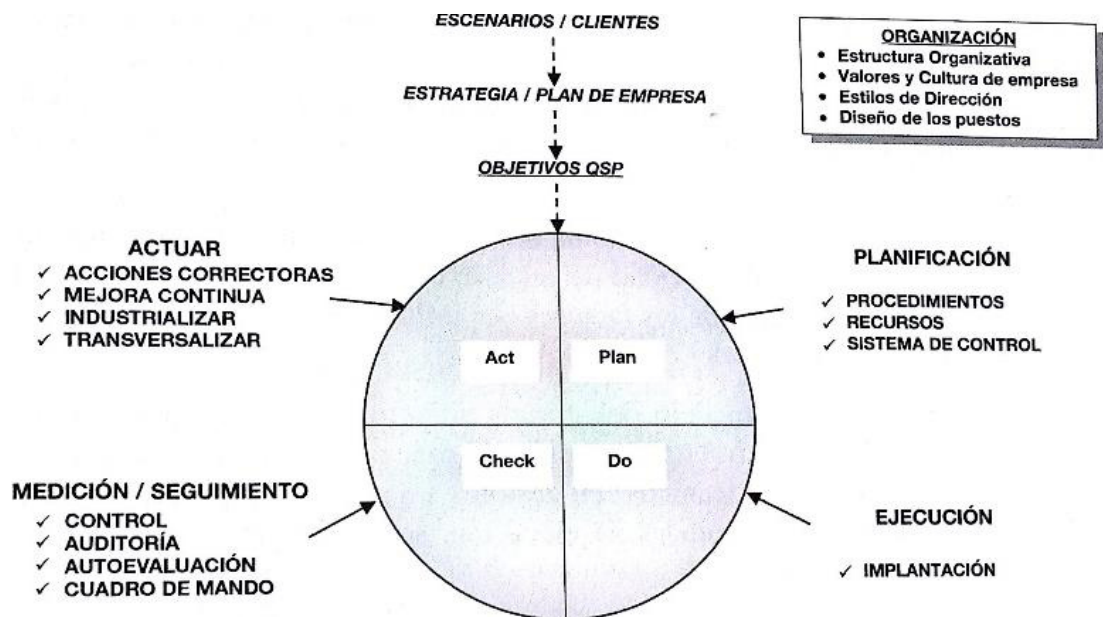 ESCENARIOS / CLIENTES
ESTRATEGIA / PLAN DE EMPRESA
OBJETIVOS QSP
ORGANIZACIÓN
• Estructura Organizativa
• Valores y Cultura de empresa
• Estilos de Dirección
• Diseño de los puestos
ACTUAR
✓ ACCIONES CORRECTORAS
✓ MEJORA CONTINUA
✓ INDUSTRIALIZAR
✓ TRANSVERSALIZAR
PLANIFICACIÓN
✓ PROCEDIMIENTOS
✓ RECURSOS
✓ SISTEMA DE CONTROL
Act
Plan
Check
Do
MEDICIÓN / SEGUIMIENTO
✓ CONTROL
✓ AUDITORÍA
✓ AUTOEVALUACIÓN
✓ CUADRO DE MANDO
EJECUCIÓN
✓ IMPLANTACIÓN